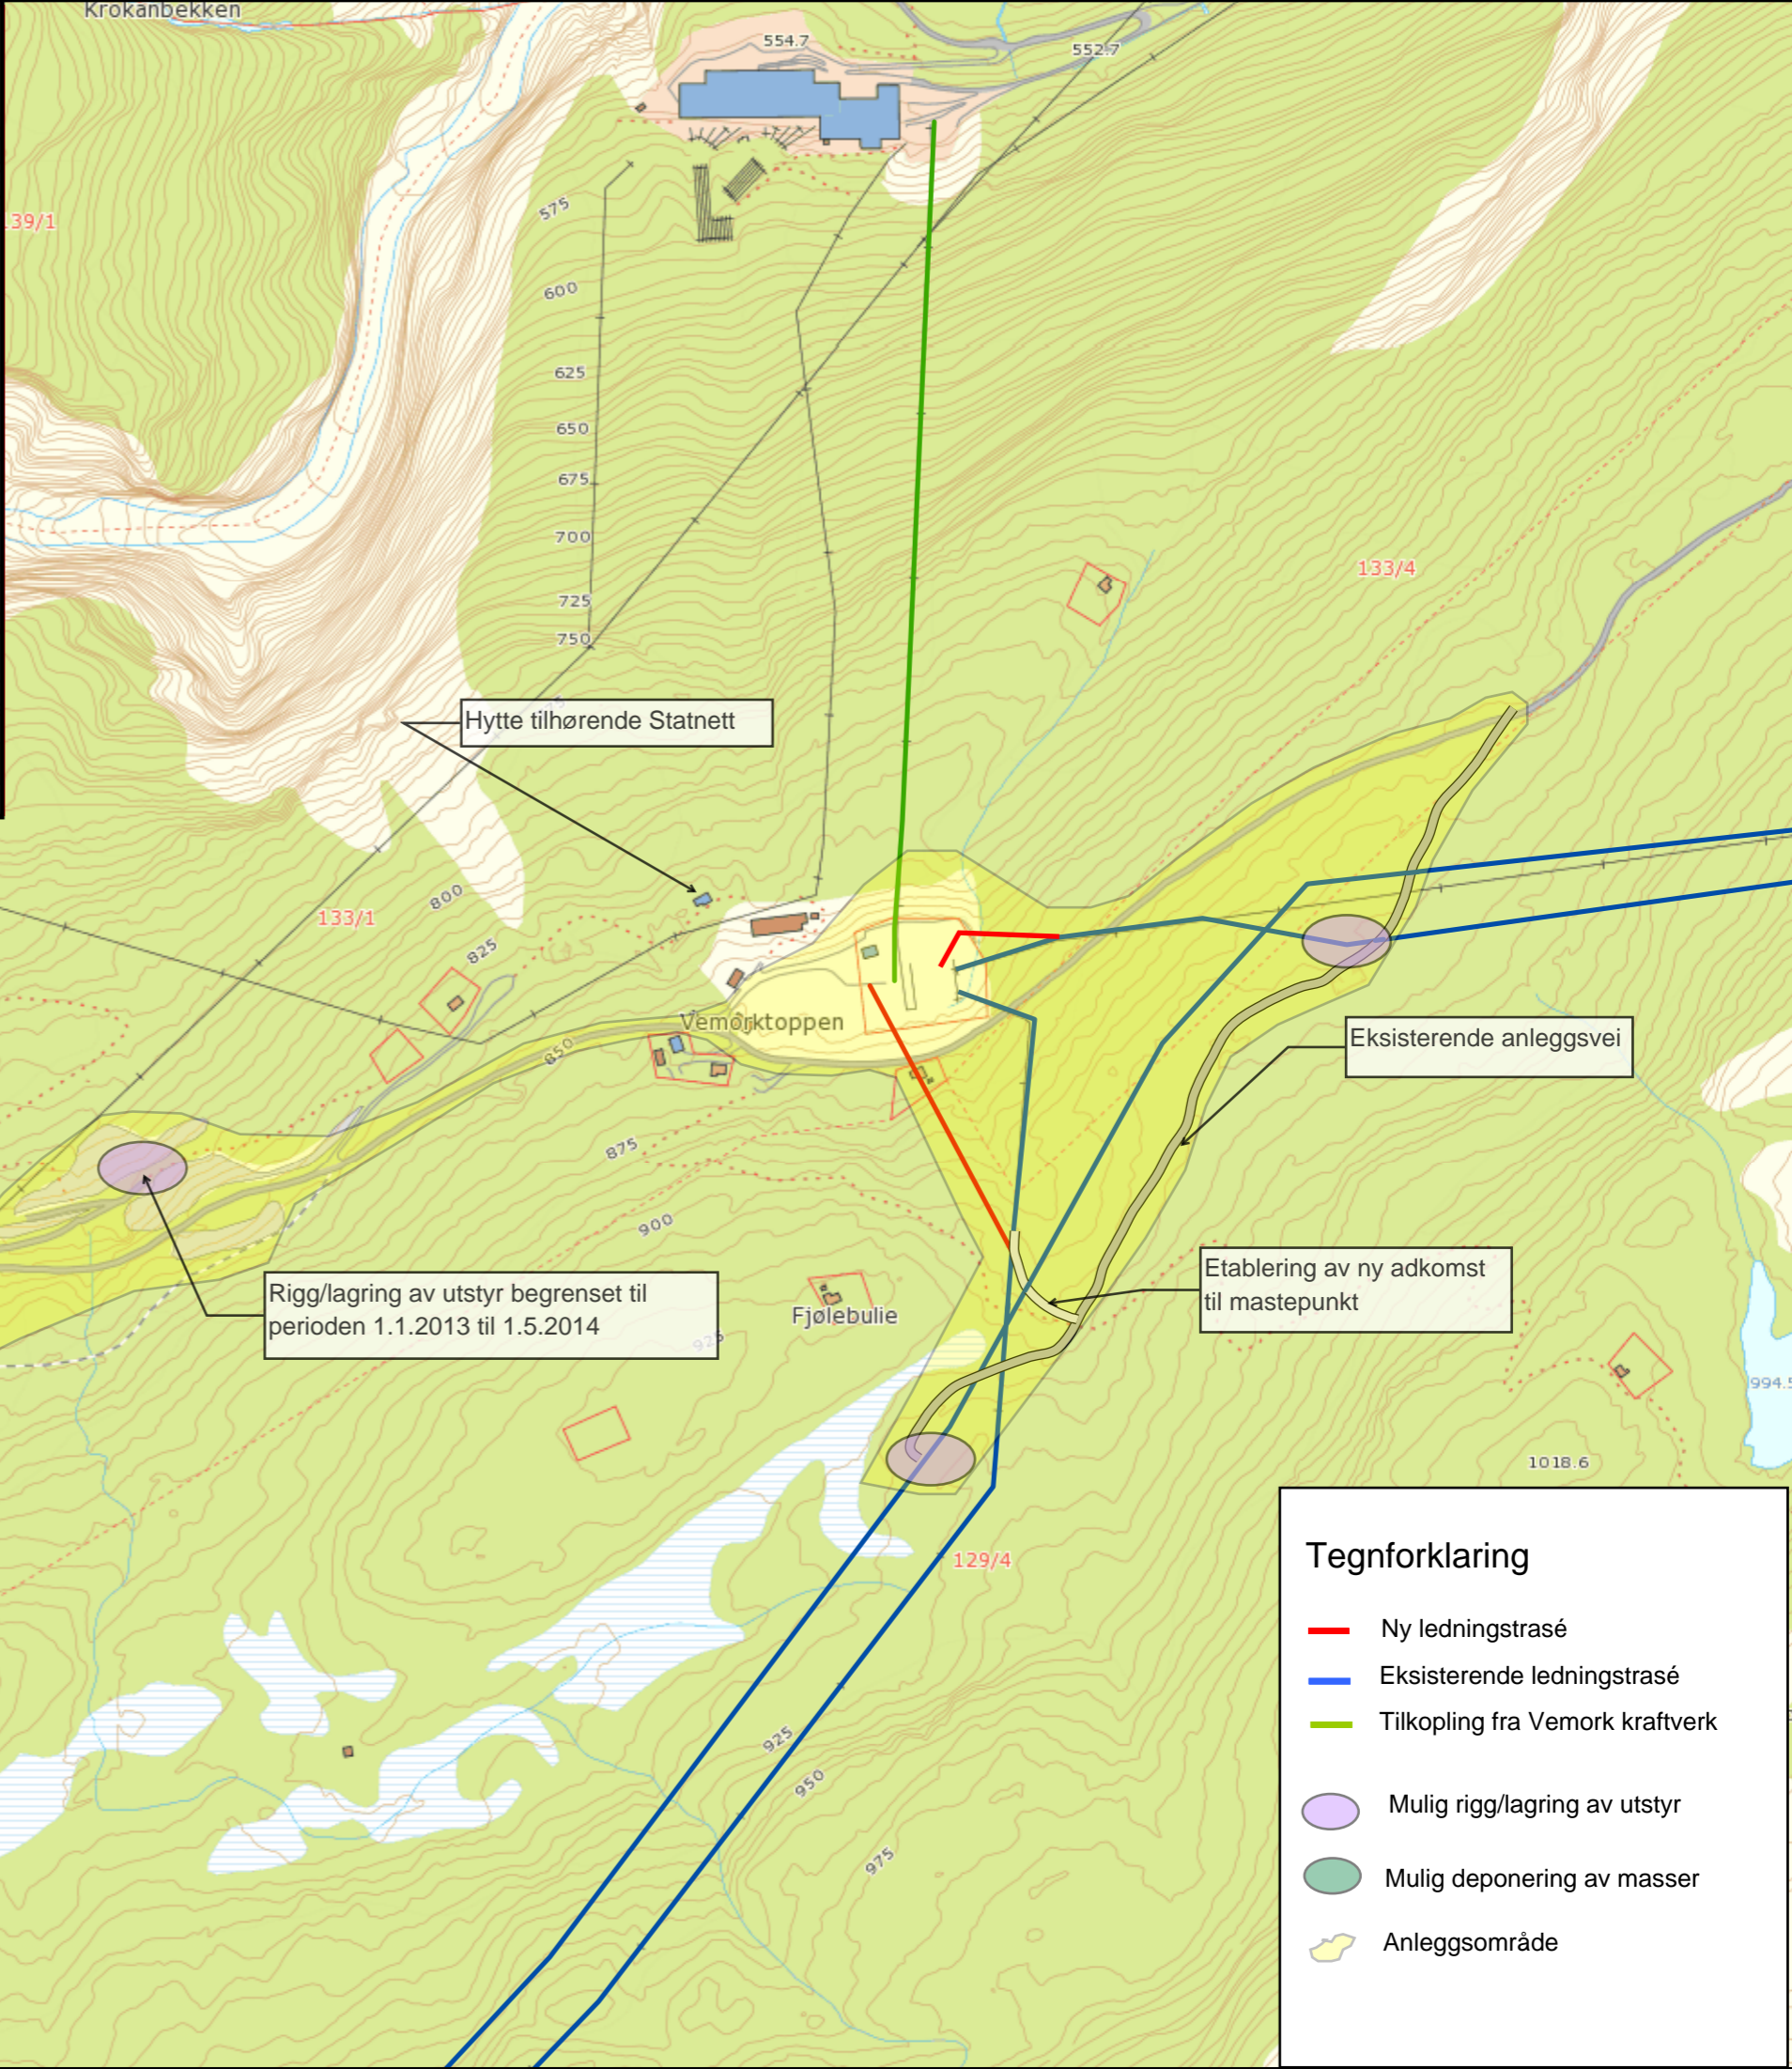 Krokanbekken
554.7
552.7
139/1
575
600
625
650
675
700
725
750
133/4
Hytte tilhørende Statnett
800
133/1
825
Vemorktoppen
850
Eksisterende anleggsvei
875
900
Etablering av ny adkomst
til mastepunkt
Rigg/lagring av utstyr begrenset til
perioden 1.1.2013 til 1.5.2014
Fjølebulie
925
994.5
1018.6
129/4
925
950
975
Tegnforklaring
Ny ledningstrasé
Eksisterende ledningstrasé
Tilkopling fra Vemork kraftverk
Mulig rigg/lagring av utstyr
Mulig deponering av masser
Anleggsområde